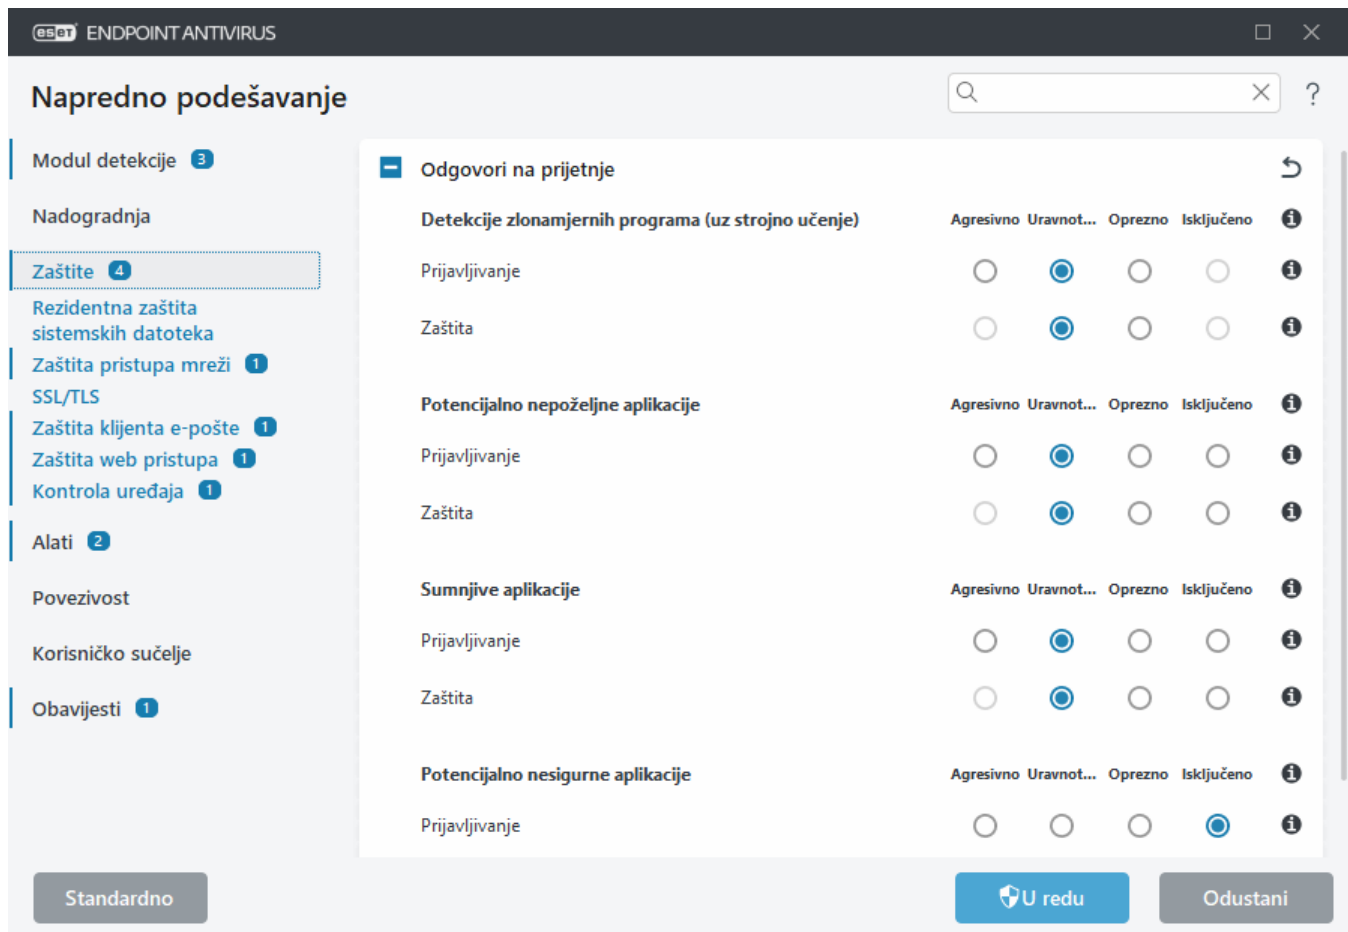 eset ENDPOINT ANTIVIRUS
Napredno podešavanje
?
Modul detekcije 3
Nadogradnja
Zaštite 4
Rezidentna zaštita
sistemskih datoteka
Zaštita pristupa mreži 1
SSL/TLS
Zaštita klijenta e-pošte 1
Zaštita web pristupa 1
Kontrola uređaja 1
Alati 2
Povezivost
Korisničko sučelje
Obavijesti 1
Odgovori na prijetnje
Detekcije zlonamjernih programa (uz strojno učenje) Agresivno Uravnot... Oprezno Isključeno
Prijavljivanje
Zaštita
Potencijalno nepoželjne aplikacije Agresivno Uravnot... Oprezno Isključeno
Prijavljivanje
Zaštita
Sumnjive aplikacije Agresivno Uravnot... Oprezno Isključeno
Prijavljivanje
Zaštita
Potencijalno nesigurne aplikacije Agresivno Uravnot... Oprezno Isključeno
Prijavljivanje
Standardno
U redu
Odustani